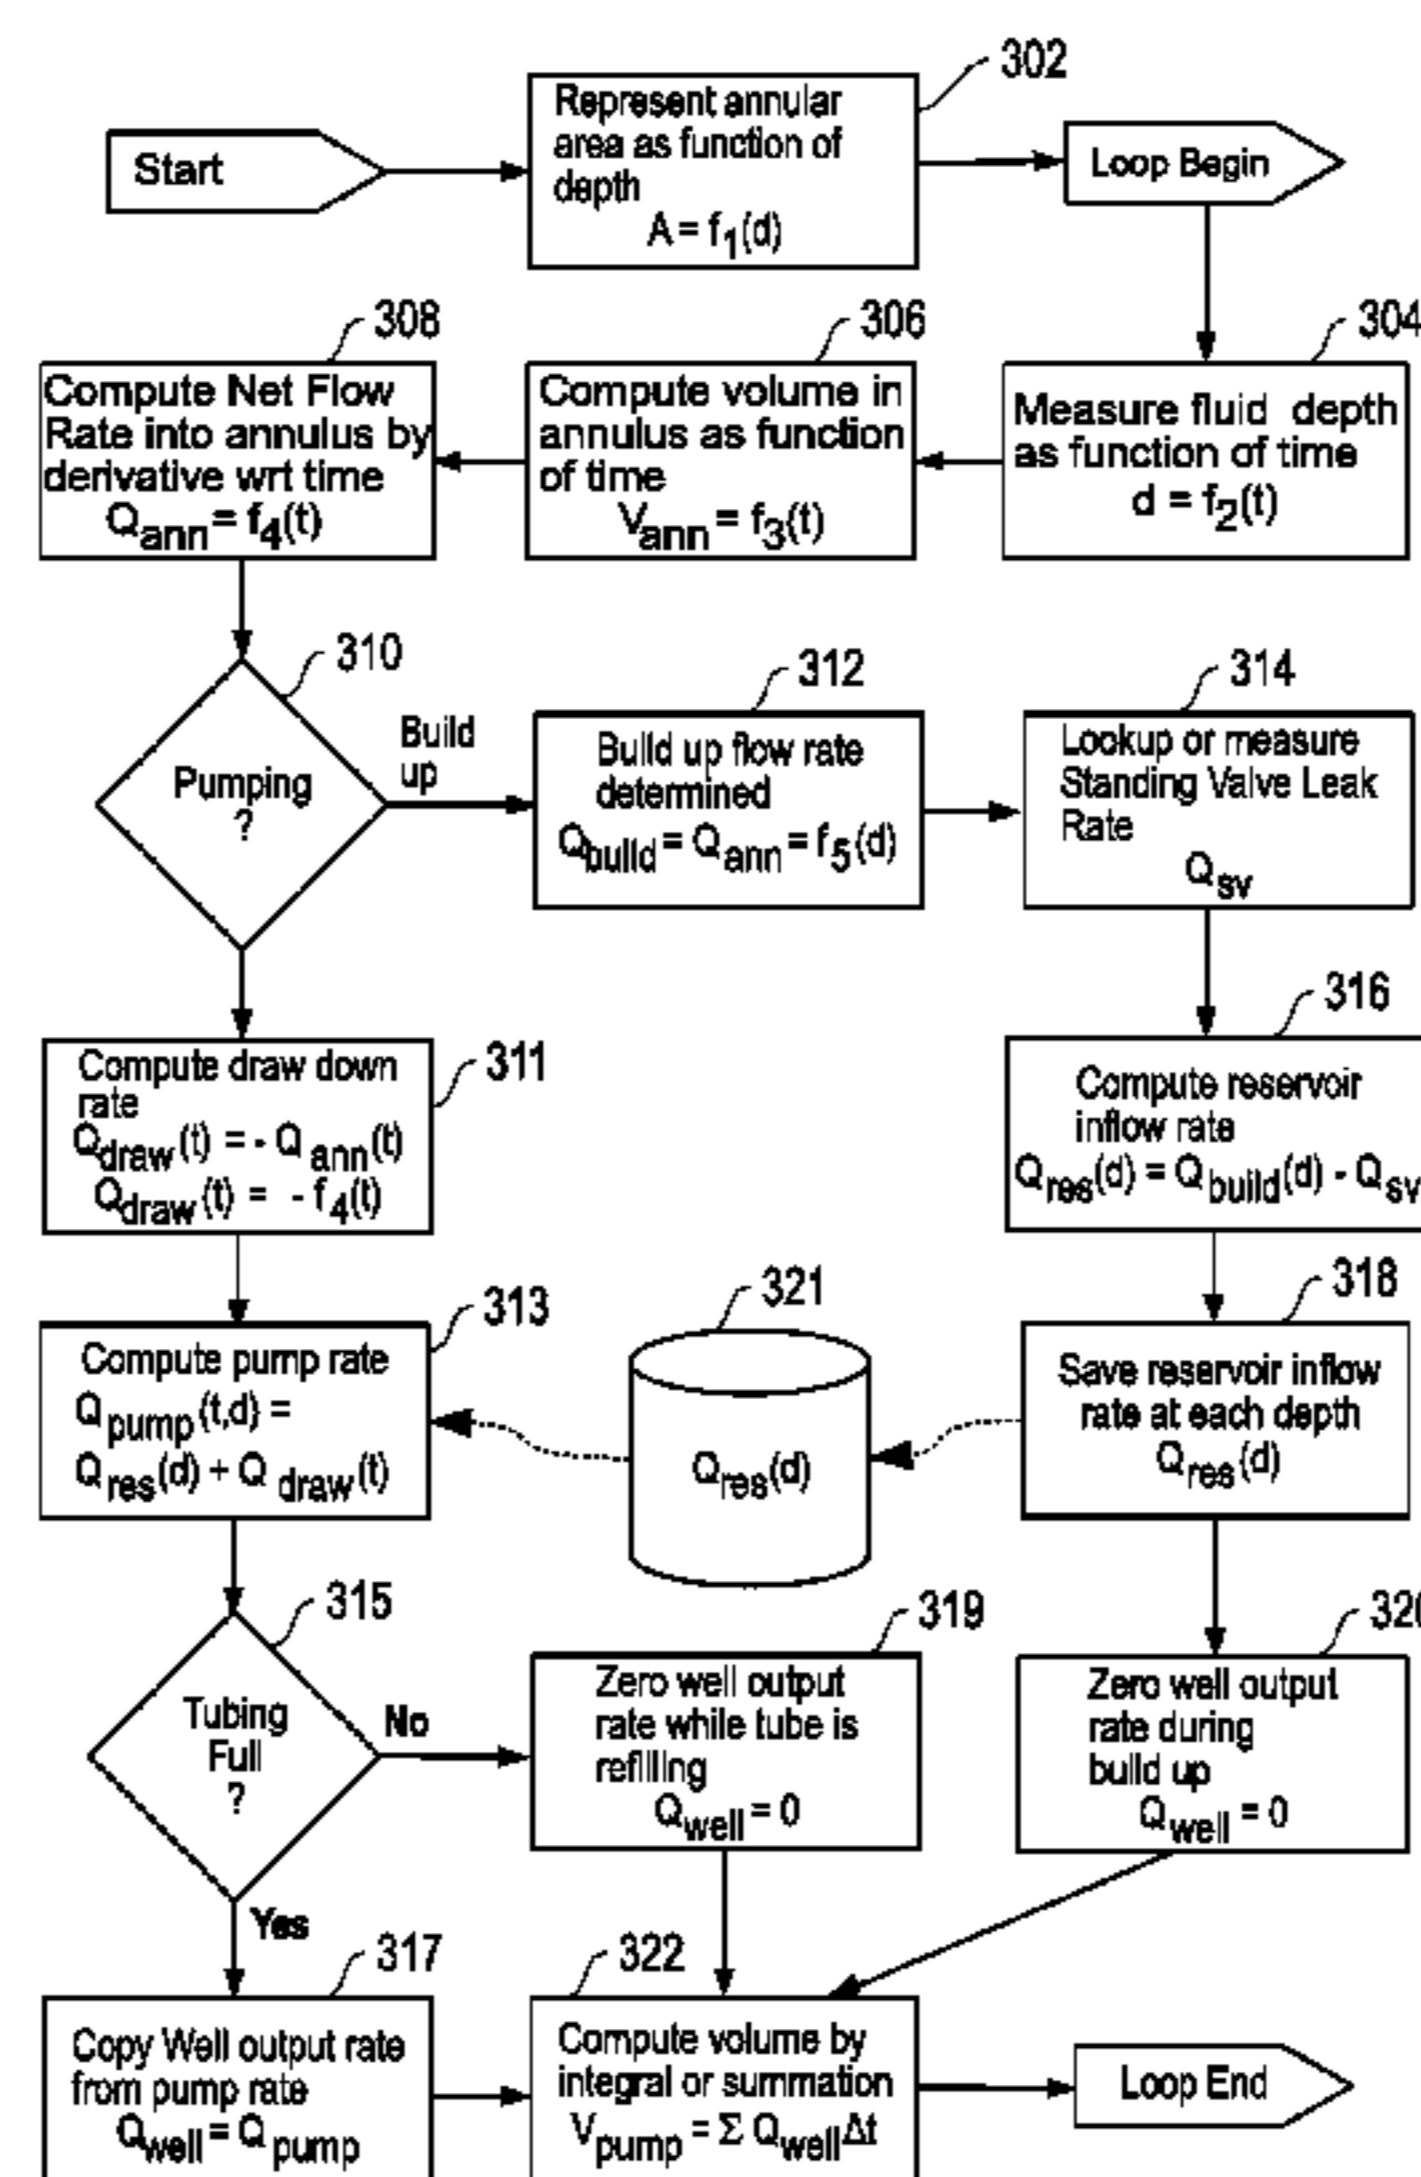 302
Start
Represent annular
area as function of
depth
A = f1(d)
Loop Begin
308
306
304
Compute Net Flow
Rate into annulus by
derivative wrt time
Qann = f4(t)
Compute volume in
annulus as function
of time
Vann = f3(t)
Measure fluid depth
as function of time
d = f2(t)
310
Pumping
?
Build
up
312
Build up flow rate
determined
Qbuild = Qann = f5(d)
314
Lookup or measure
Standing Valve Leak
Rate
Qsv
311
Compute draw down
rate
Qdraw(t) = - Qann(t)
Qdraw(t) = - f4(t)
316
Compute reservoir
inflow rate
Qres(d) = Qbuild(d) - Qsv
313
Compute pump rate
Qpump(t,d) =
Qres(d) + Qdraw(t)
321
Qres(d)
318
Save reservoir inflow
rate at each depth
Qres(d)
315
Tubing
Full
?
No
Yes
319
Zero well output
rate while tube is
refilling
Qwell = 0
320
Zero well output
rate during
build up
Qwell = 0
317
Copy Well output rate
from pump rate
Qwell = Qpump
322
Compute volume by
integral or summation
Vpump = Σ QwellΔt
Loop End